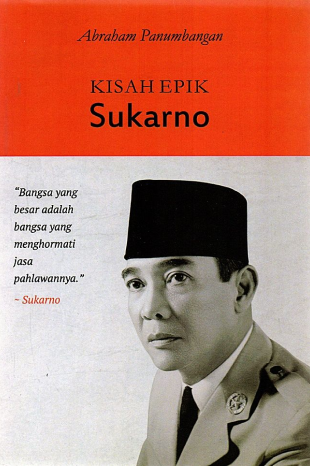 Abraham Panumbangan
KISAH EPIK
Sukarno
“Bangsa yang
besar adalah
bangsa yang
menghormati
jasa
pahlawannya.”
~ Sukarno